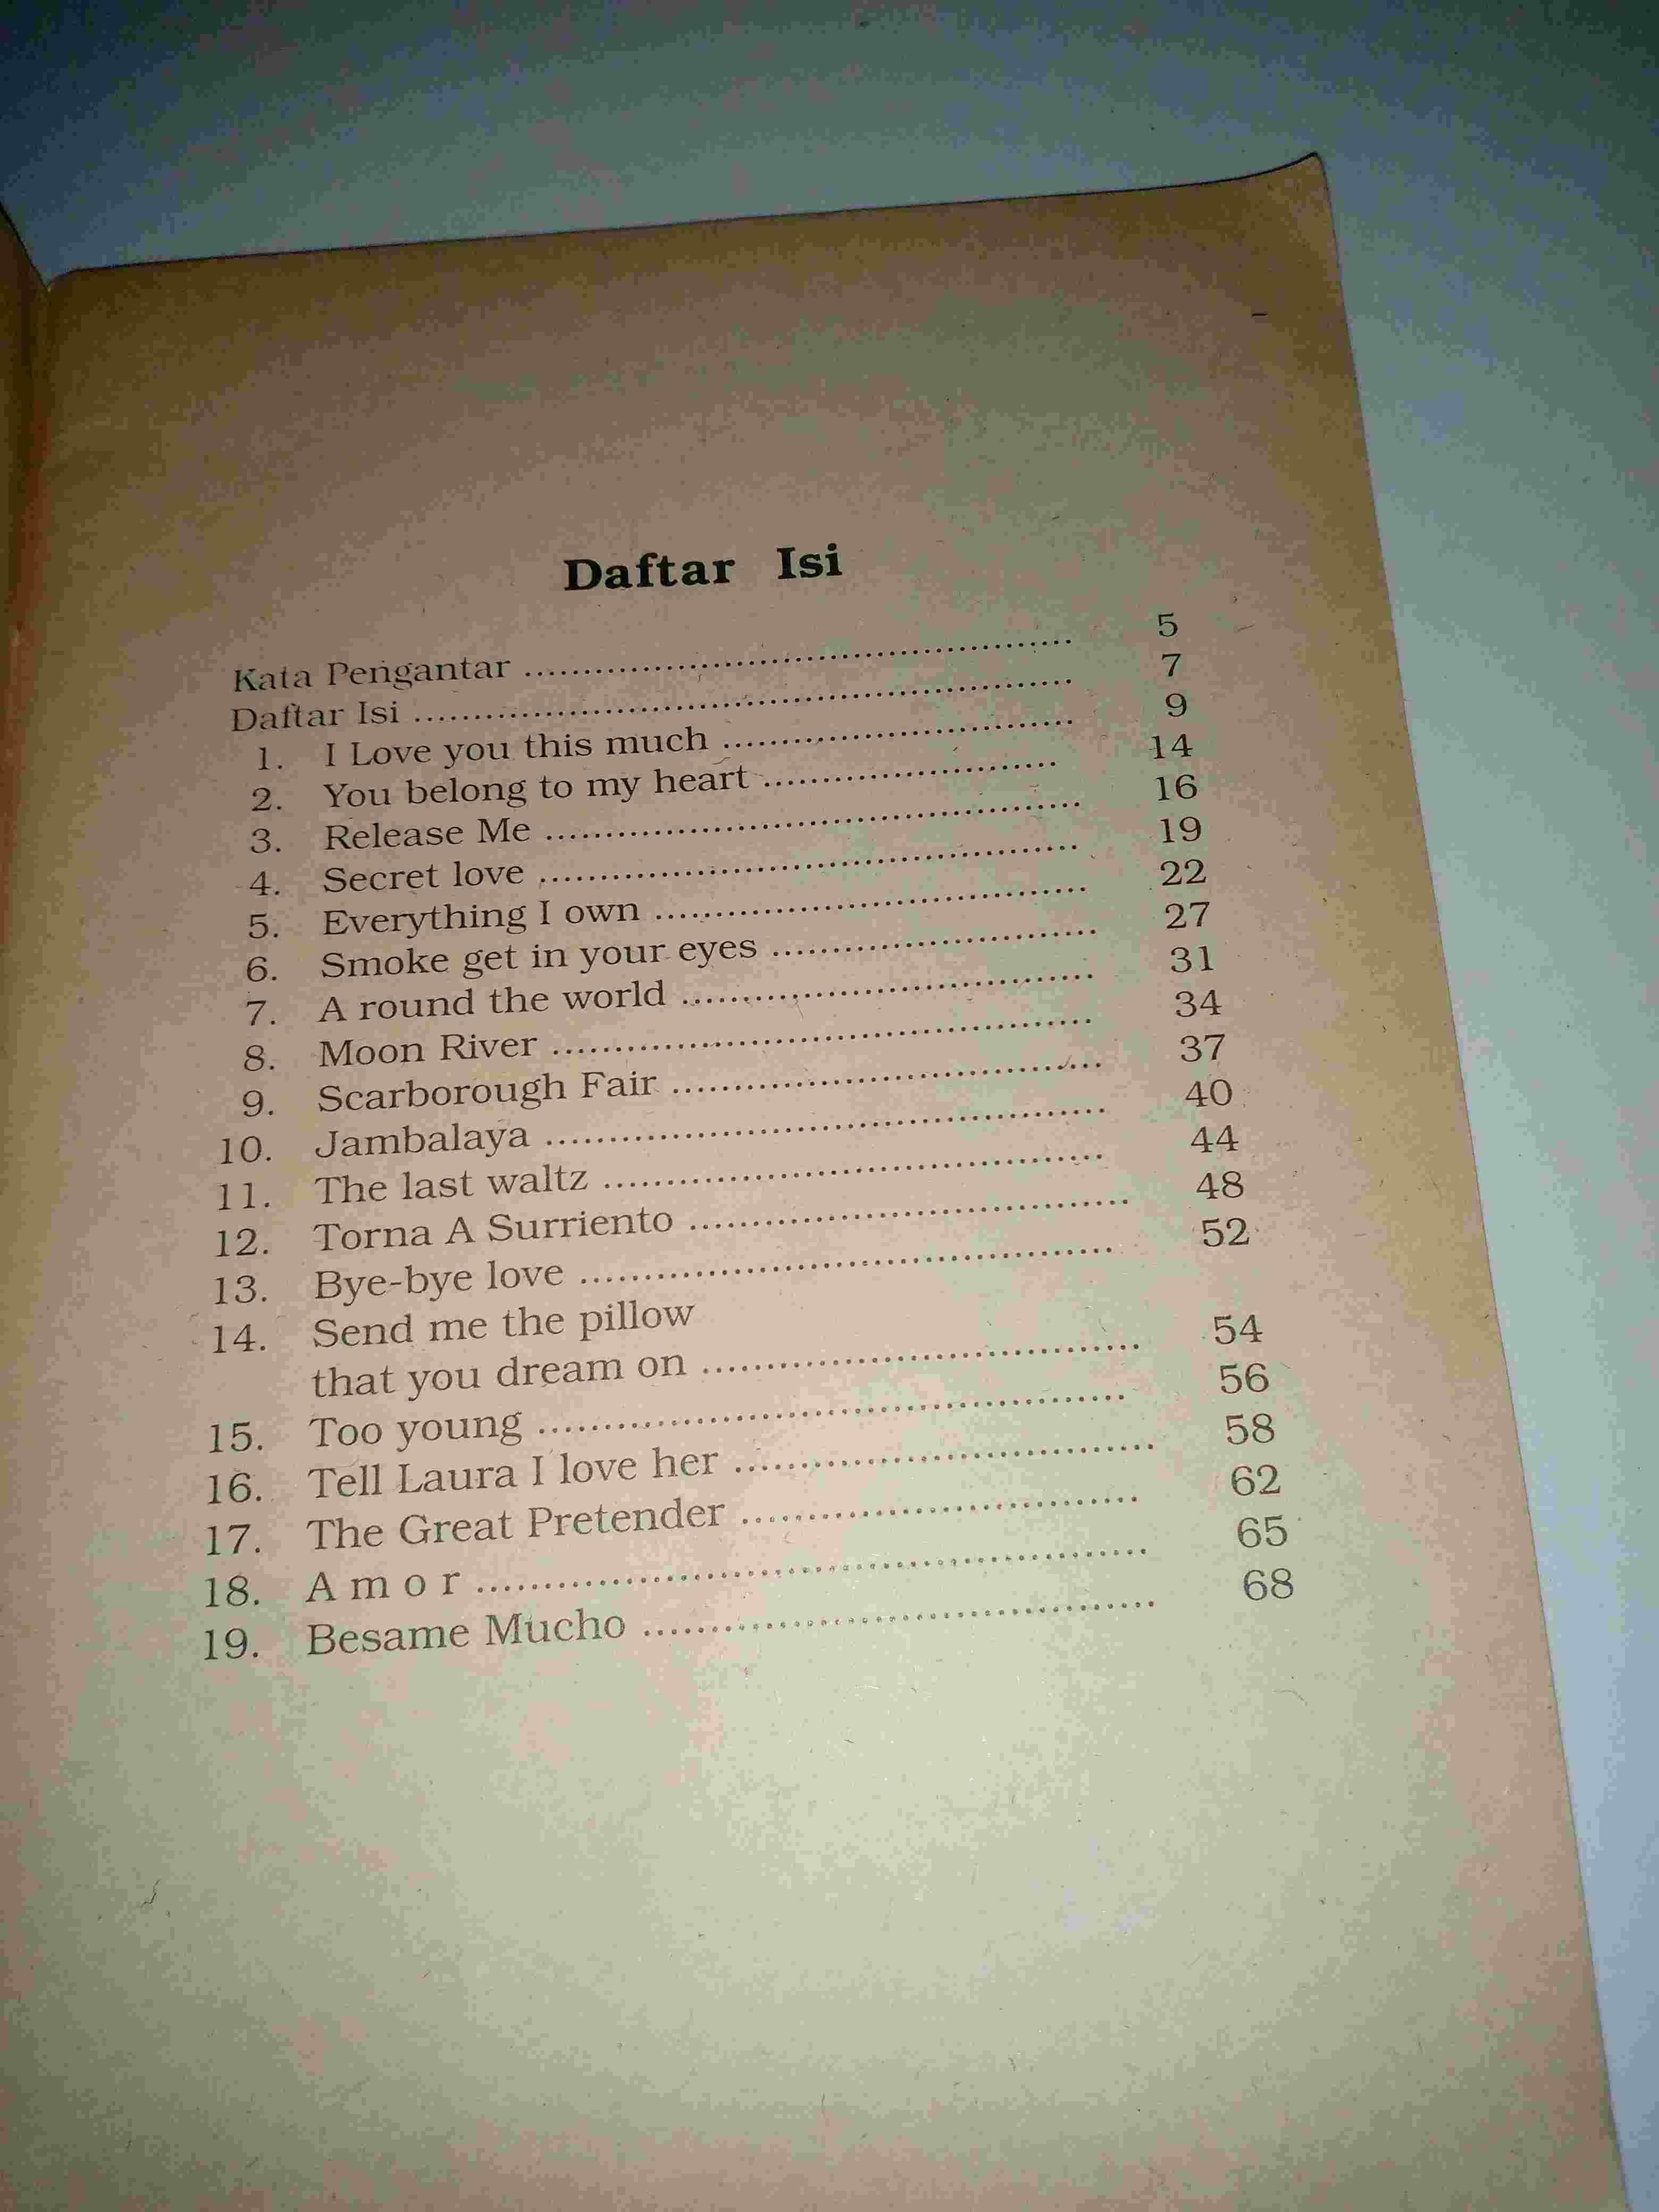 Daftar Isi
Kata Pengantar ............................................. 5
Daftar Isi ...................................................... 7
1. I Love you this much ............................. 9
2. You belong to my heart ........................ 14
3. Release Me ............................................ 16
4. Secret love ............................................ 19
5. Everything I own ................................... 22
6. Smoke get in your eyes .......................... 27
7. A round the world ................................. 31
8. Moon River ........................................... 34
9. Scarborough Fair .................................. 37
10. Jambalaya ............................................. 40
11. The last waltz ....................................... 44
12. Torna A Surriento ................................. 48
13. Bye-bye love ......................................... 52
14. Send me the pillow
that you dream on ................................ 54
15. Too young ............................................. 56
16. Tell Laura I love her .............................. 58
17. The Great Pretender ............................. 62
18. A m o r .................................................. 65
19. Besame Mucho ..................................... 68